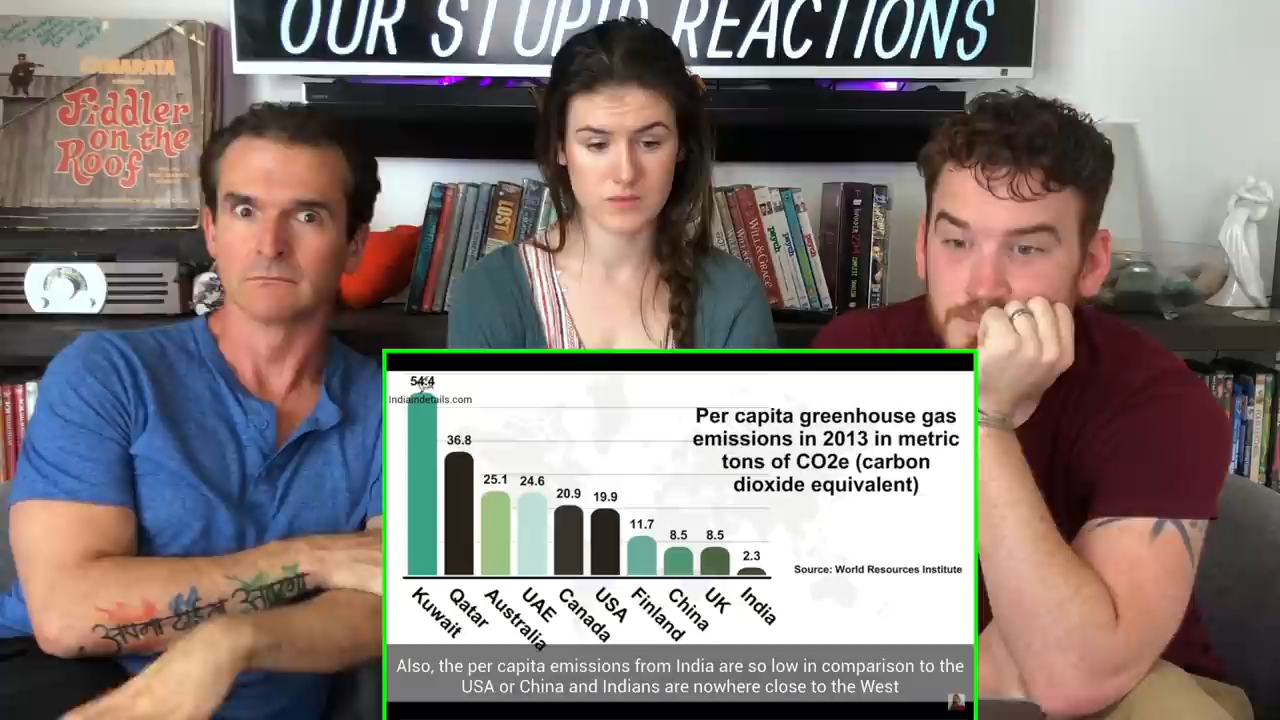 OUR STUPID REACTIONS
CAMARATA
Fiddler
on the
Roof
LOST
WILL & GRACE
psych
psych
psych
54.4
Indiaindetails.com
36.8
25.1
24.6
20.9
19.9
11.7
8.5
8.5
2.3
Per capita greenhouse gas
emissions in 2013 in metric
tons of CO2e (carbon
dioxide equivalent)
Source: World Resources Institute
Kuwait
Qatar
Australia
UAE
Canada
USA
Finland
China
UK
India
Also, the per capita emissions from India are so low in comparison to the
USA or China and Indians are nowhere close to the West